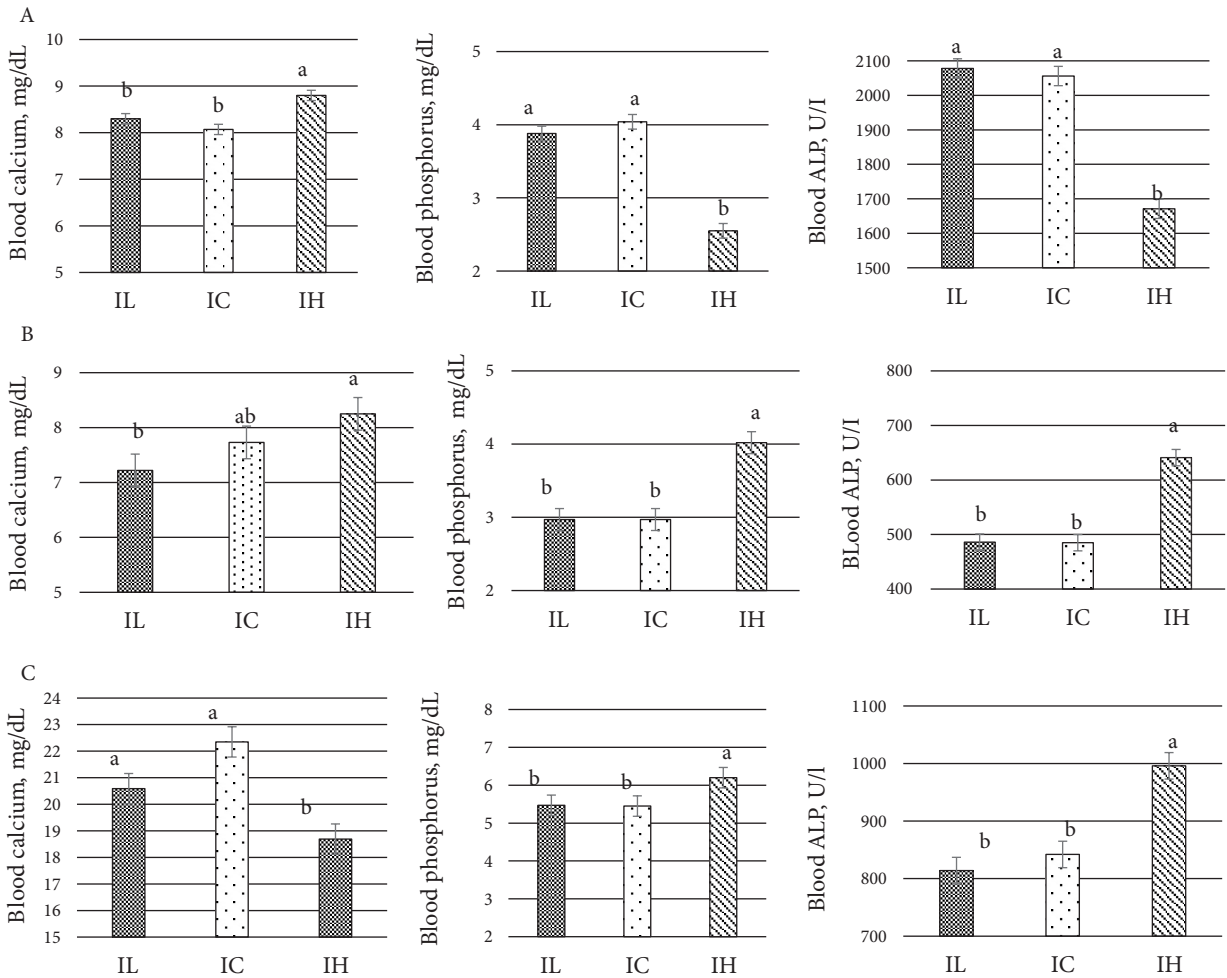 A
Blood calcium, mg/dL
10
9
8
7
6
5
b
b
a
IL IC IH
Blood phosphorus, mg/dL
5
4
3
2
a
a
b
IL IC IH
Blood ALP, U/I
2100
2000
1900
1800
1700
1600
1500
a
a
b
IL IC IH
B
Blood calcium, mg/dL
9
8
7
6
5
b
ab
a
IL IC IH
Blood phosphorus, mg/dL
5
4
3
2
b
b
a
IL IC IH
BLood ALP, U/I
800
700
600
500
400
b
b
a
IL IC IH
C
Blood calcium, mg/dL
24
23
22
21
20
19
18
17
16
15
a
a
b
IL IC IH
Blood phosphorus, mg/dL
8
7
6
5
4
3
2
b
b
a
IL IC IH
Blood ALP, U/l
1100
1000
900
800
700
b
b
a
IL IC IH